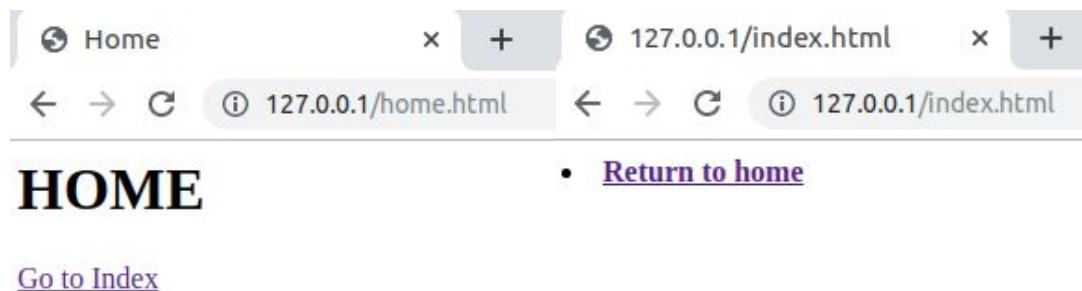 Home
127.0.0.1/home.html
HOME
Go to Index
127.0.0.1/index.html
127.0.0.1/index.html
Return to home